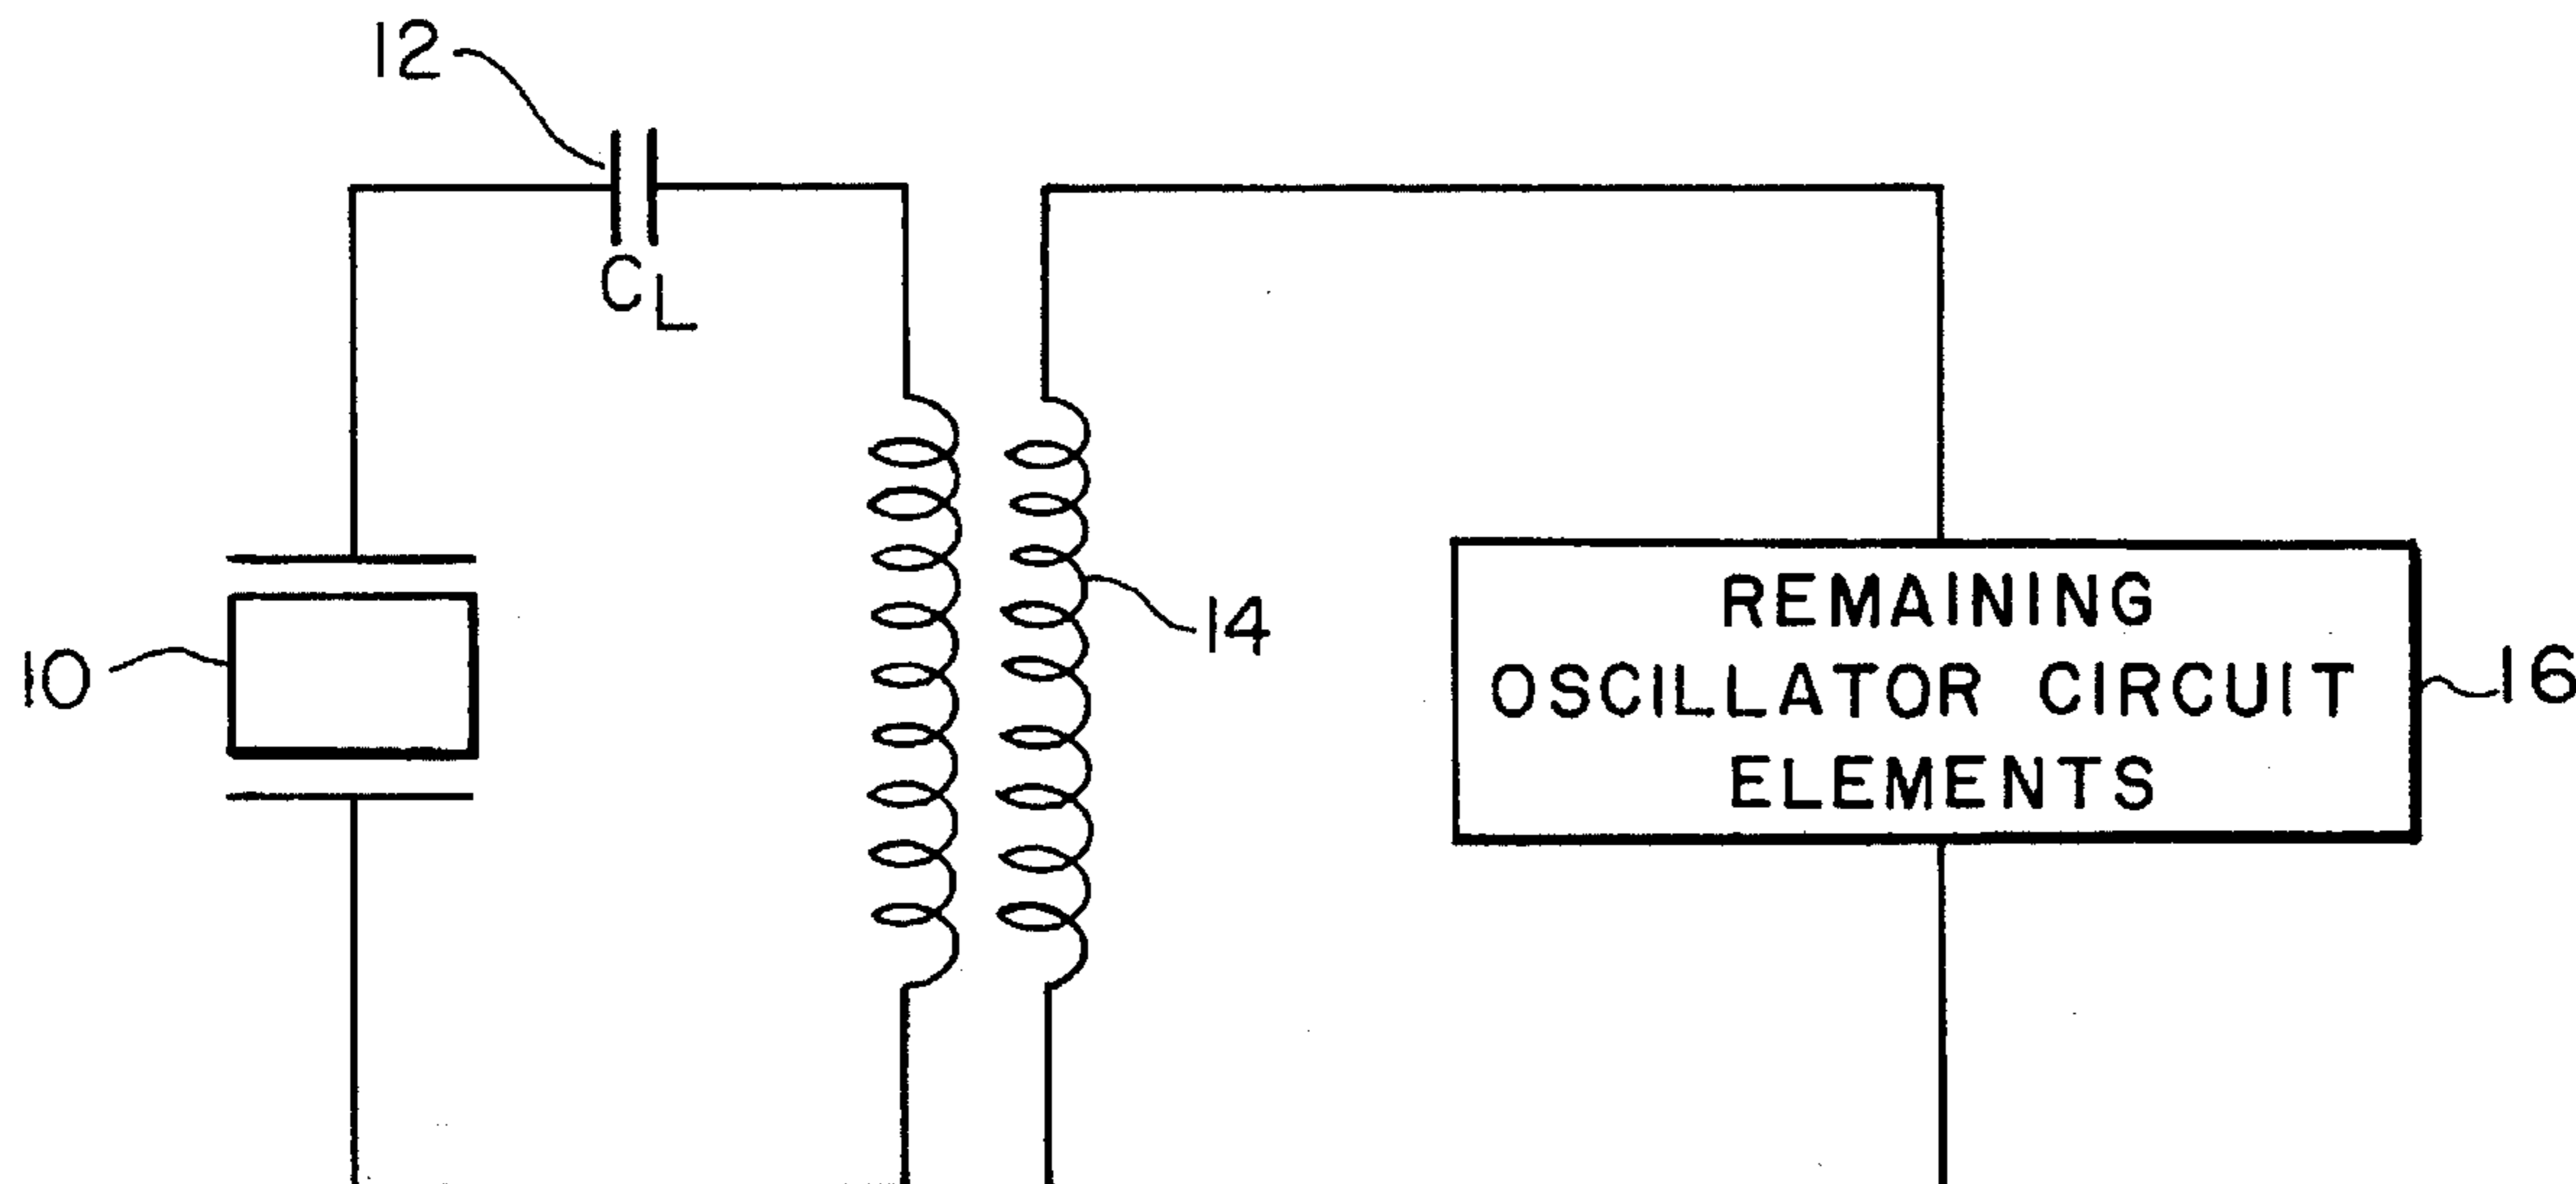 12
C_L
14
10
REMAINING
OSCILLATOR CIRCUIT
ELEMENTS
16